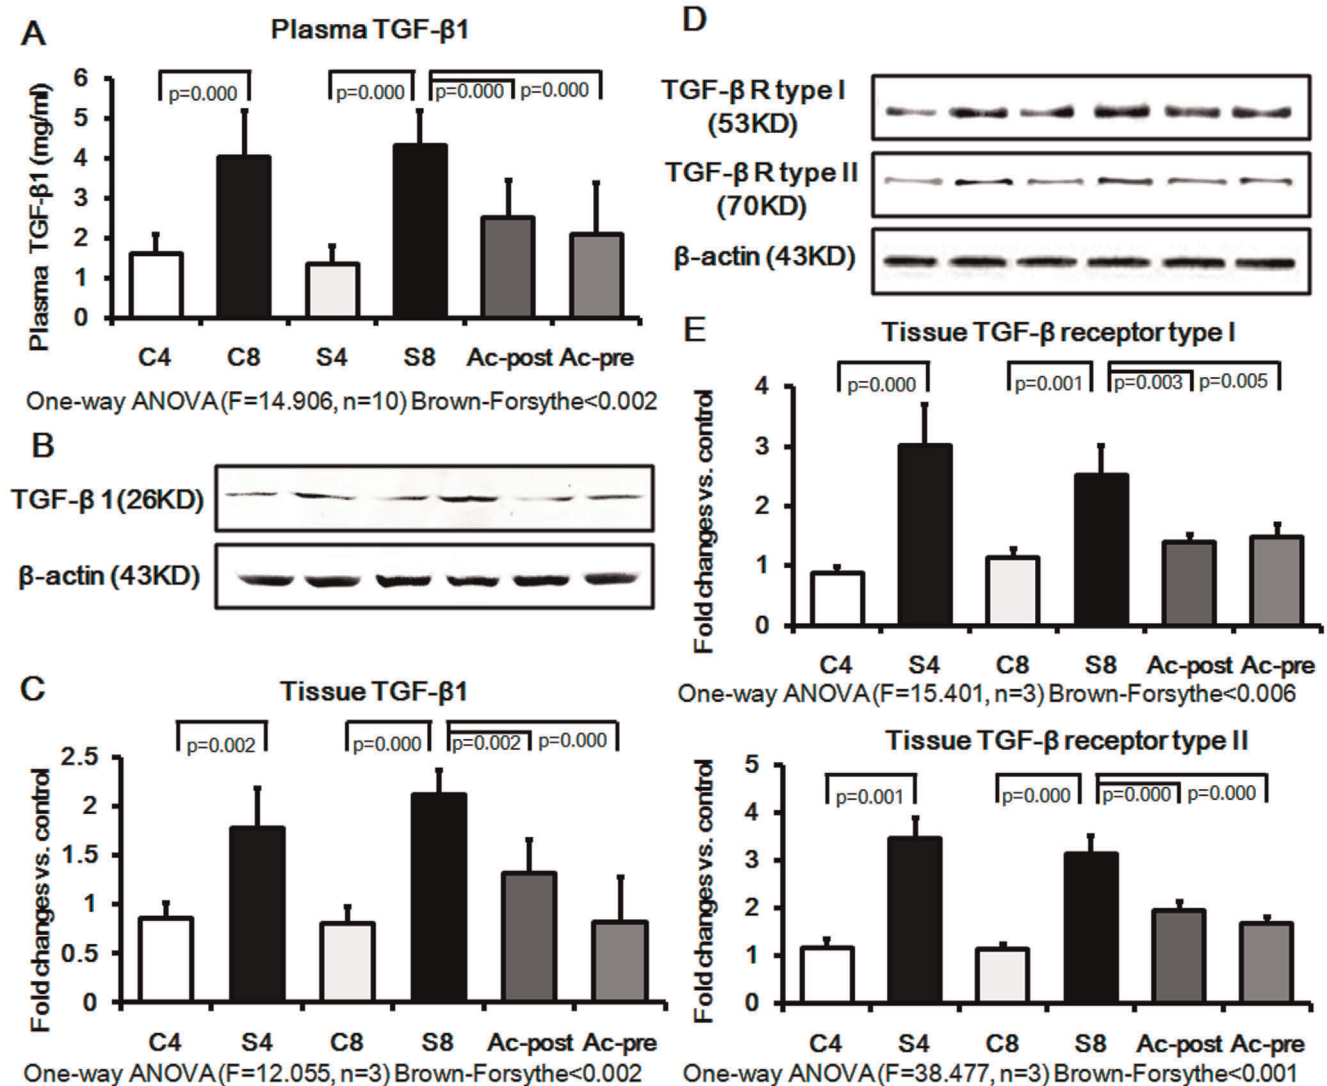 A
Plasma TGF-β1
Plasma TGF-β1 (mg/ml)
6
5
4
3
2
1
0
p=0.000
p=0.000
p=0.000
p=0.000
C4 C8 S4 S8 Ac-post Ac-pre
One-way ANOVA(F=14.906, n=10) Brown-Forsythe<0.002
B
TGF-β 1(26KD)
β-actin (43KD)
C
Tissue TGF-β1
Fold changes vs. control
2.5
2
1.5
1
0.5
0
p=0.002
p=0.000
p=0.002
p=0.000
C4 S4 C8 S8 Ac-post Ac-pre
One-way ANOVA(F=12.055, n=3) Brown-Forsythe<0.002
D
TGF-β R type I
(53KD)
TGF-β R type II
(70KD)
β-actin (43KD)
E
Tissue TGF-β receptor type I
Fold changes vs. control
4
3
2
1
0
p=0.000
p=0.001
p=0.003
p=0.005
C4 S4 C8 S8 Ac-post Ac-pre
One-way ANOVA(F=15.401, n=3) Brown-Forsythe<0.006
Tissue TGF-β receptor type II
Fold changes vs. control
5
4
3
2
1
0
p=0.001
p=0.000
p=0.000
p=0.000
C4 S4 C8 S8 Ac-post Ac-pre
One-way ANOVA(F=38.477, n=3) Brown-Forsythe<0.001